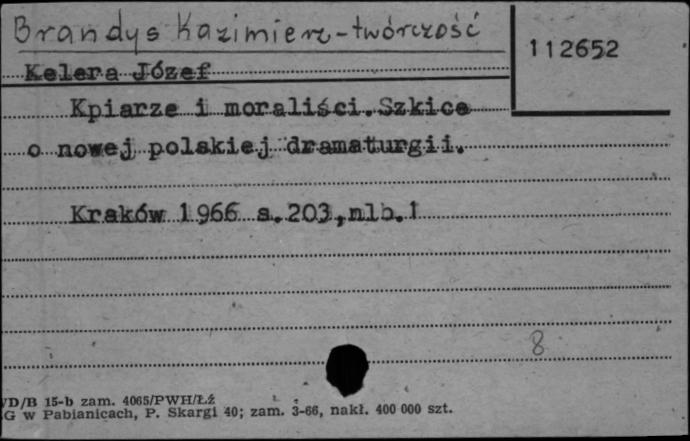 Brandys Kazimierz-twórczość
112652
Kelera Józef
Kpiarze i moraliści.Szkice
o nowej polskiej dramaturgii.
Kraków 1966 s.203,nlb.1
8
D/B 15-b zam. 4065/PWH/Łź
G w Pabianicach, P. Skargi 40; zam. 3-66, nakł. 400 000 szt.